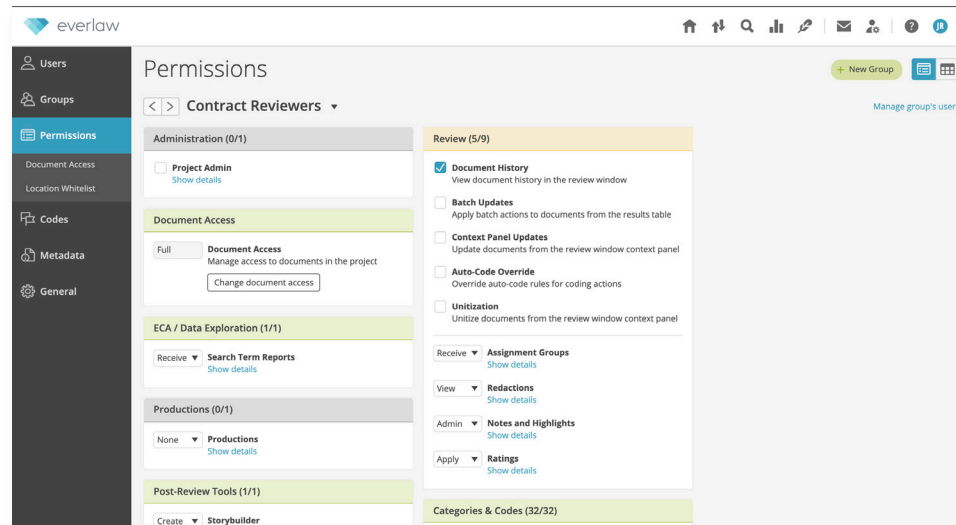 everlaw
JR
Users
Groups
Permissions
Document Access
Location Whitelist
Codes
Metadata
General
Permissions
+ New Group
< > Contract Reviewers ▼
Manage group's user
Administration (0/1)
Project Admin
Show details
Document Access
Full Document Access
Manage access to documents in the project
Change document access
ECA / Data Exploration (1/1)
Receive ▼ Search Term Reports
Show details
Productions (0/1)
None ▼ Productions
Show details
Post-Review Tools (1/1)
Create ▼ Storybuilder
Review (5/9)
Document History
View document history in the review window
Batch Updates
Apply batch actions to documents from the results table
Context Panel Updates
Update documents from the review window context panel
Auto-Code Override
Override auto-code rules for coding actions
Unitization
Unitize documents from the review window context panel
Receive ▼ Assignment Groups
Show details
View ▼ Redactions
Show details
Admin ▼ Notes and Highlights
Show details
Apply ▼ Ratings
Show details
Categories & Codes (32/32)